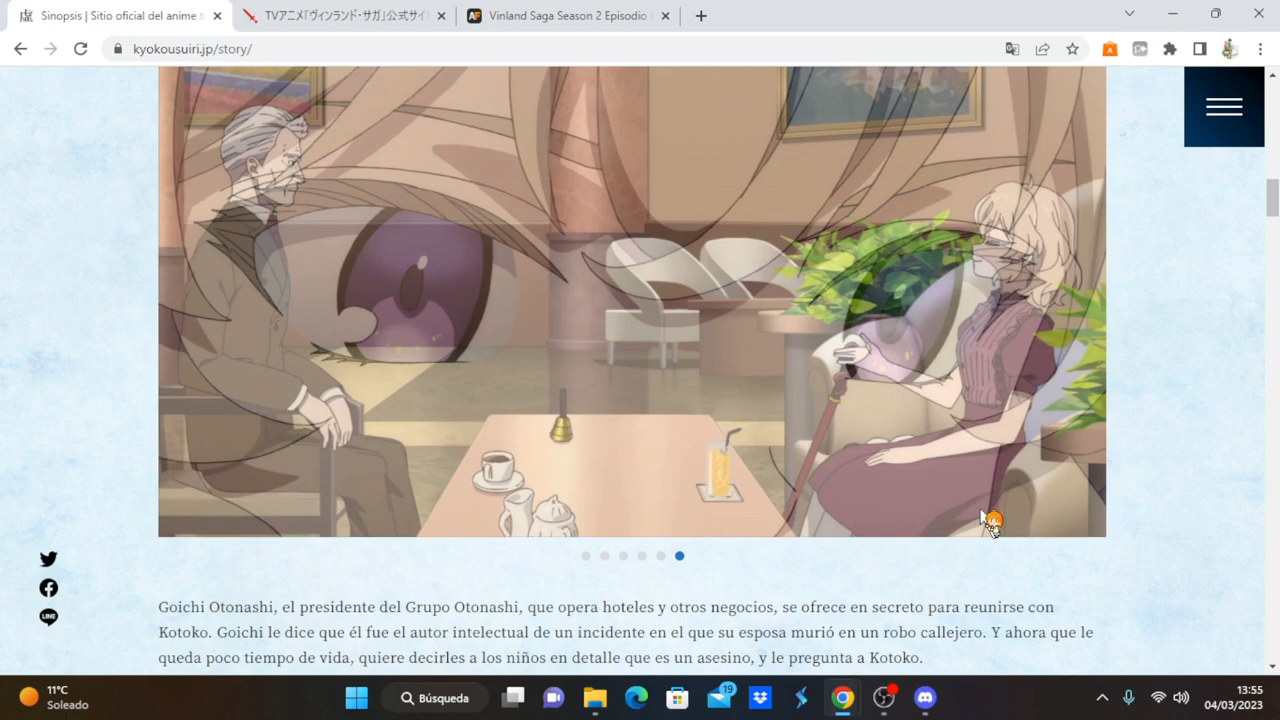 Sinopsis | Sitio oficial del anime t
TVアニメ「ヴィンランド・サガ」公式サイ
Vinland Saga Season 2 Episodio
kyokousuiri.jp/story/
LINE
Goichi Otonashi, el presidente del Grupo Otonashi, que opera hoteles y otros negocios, se ofrece en secreto para reunirse con
Kotoko. Goichi le dice que él fue el autor intelectual de un incidente en el que su esposa murió en un robo callejero. Y ahora que le
queda poco tiempo de vida, quiere decirles a los niños en detalle que es un asesino, y le pregunta a Kotoko.
11°C
Soleado
Búsqueda
19
13:55
04/03/2023